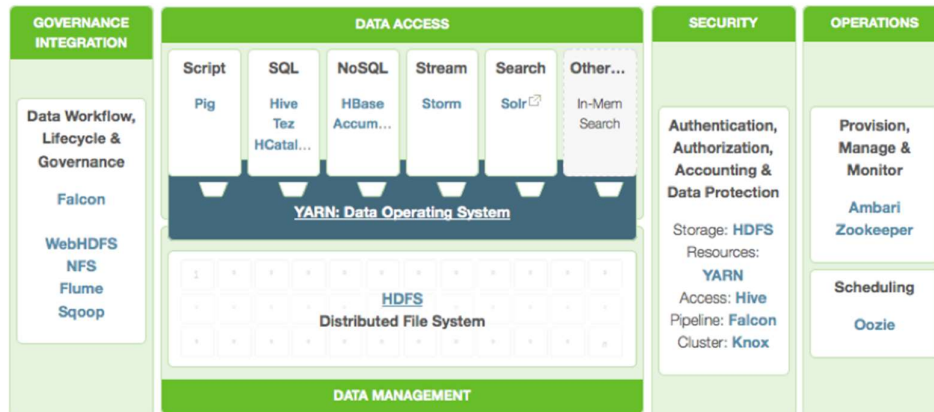 GOVERNANCE
INTEGRATION
Data Workflow,
Lifecycle &
Governance
Falcon
WebHDFS
NFS
Flume
Sqoop
DATA ACCESS
Script
Pig
SQL
Hive
Tez
HCatal...
NoSQL
HBase
Accum...
Stream
Storm
Search
Solr
Other...
In-Mem
Search
YARN: Data Operating System
HDFS
Distributed File System
DATA MANAGEMENT
SECURITY
Authentication,
Authorization,
Accounting &
Data Protection
Storage: HDFS
Resources:
YARN
Access: Hive
Pipeline: Falcon
Cluster: Knox
OPERATIONS
Provision,
Manage &
Monitor
Ambari
Zookeeper
Scheduling
Oozie